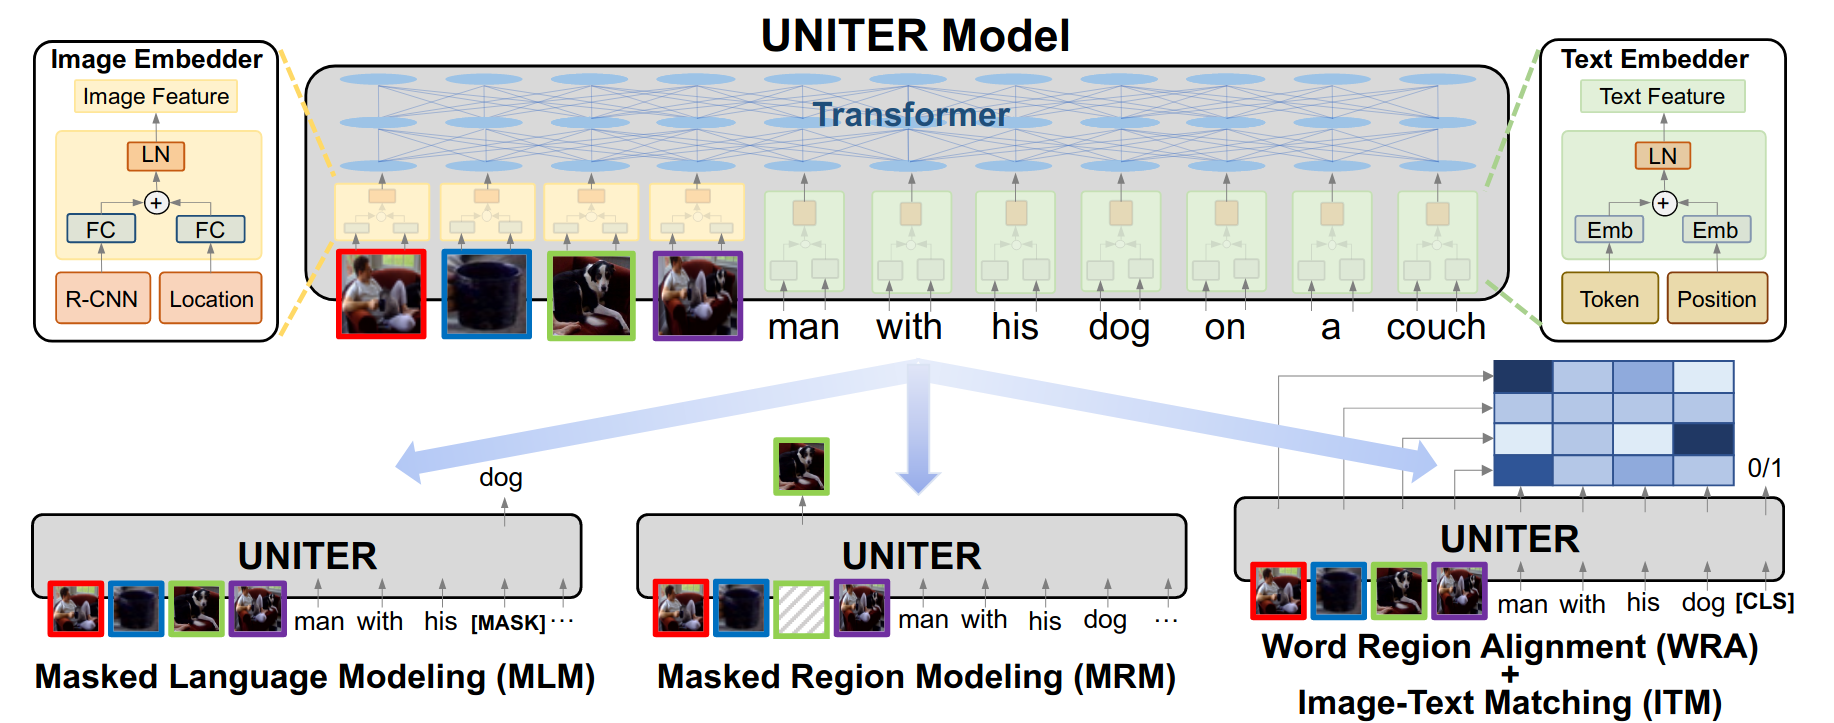 UNITER Model
Image Embedder
Image Feature
LN
+
FC
FC
R-CNN
Location
Transformer
man with his dog on a couch
Text Embedder
Text Feature
LN
+
Emb
Emb
Token
Position
dog
UNITER
man with his [MASK] ...
Masked Language Modeling (MLM)
UNITER
man with his dog ...
Masked Region Modeling (MRM)
0/1
UNITER
man with his dog [CLS]
Word Region Alignment (WRA)
+
Image-Text Matching (ITM)